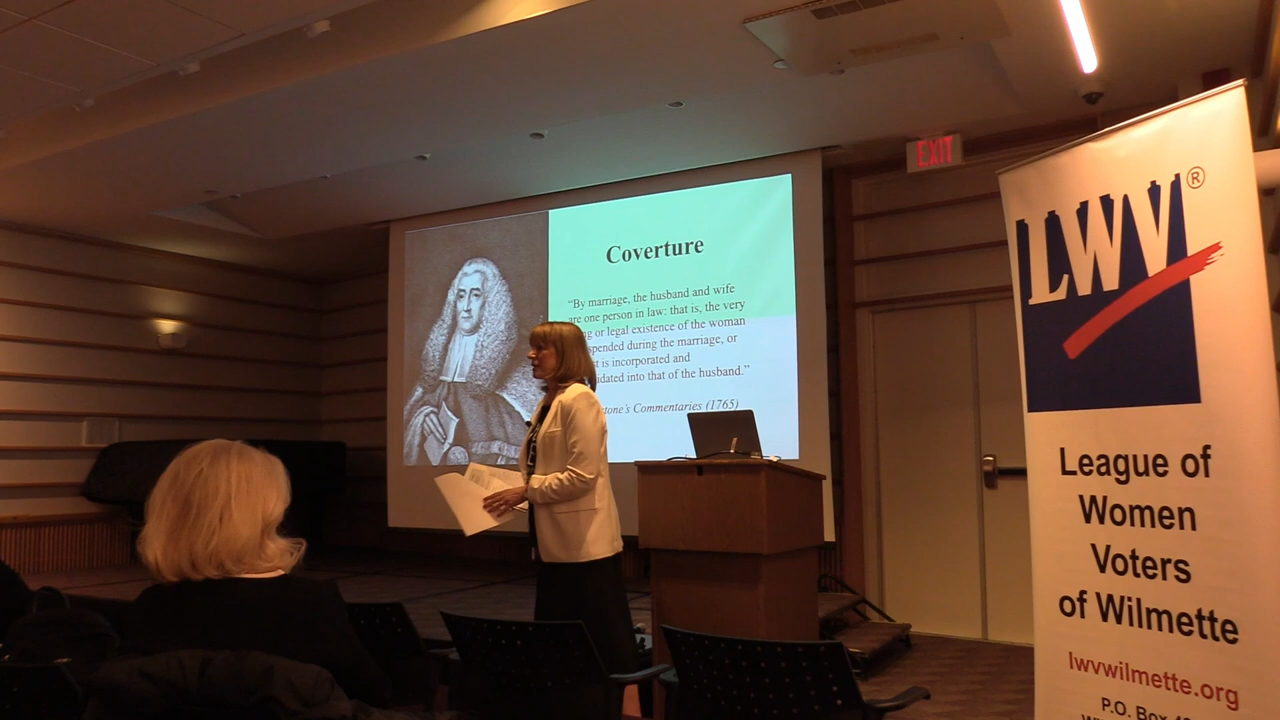 Coverture
“By marriage, the husband and wife
are one person in law: that is, the very
or legal existence of the woman
during the marriage, or
is incorporated and
into that of the husband.”
Commentaries (1765)
EXIT
LWV®
League of
Women
Voters
of Wilmette
lwvwilmette.org
P.O. Box